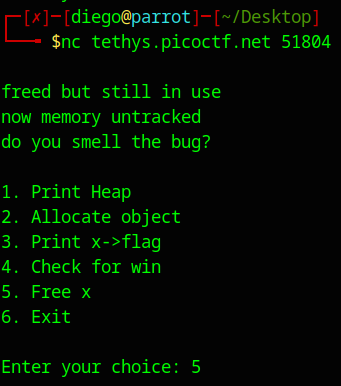 ┌─[✗]─[diego@parrot]─[~/Desktop]
└──╼ $nc tethys.picoctf.net 51804
freed but still in use
now memory untracked
do you smell the bug?
1. Print Heap
2. Allocate object
3. Print x->flag
4. Check for win
5. Free x
6. Exit
Enter your choice: 5